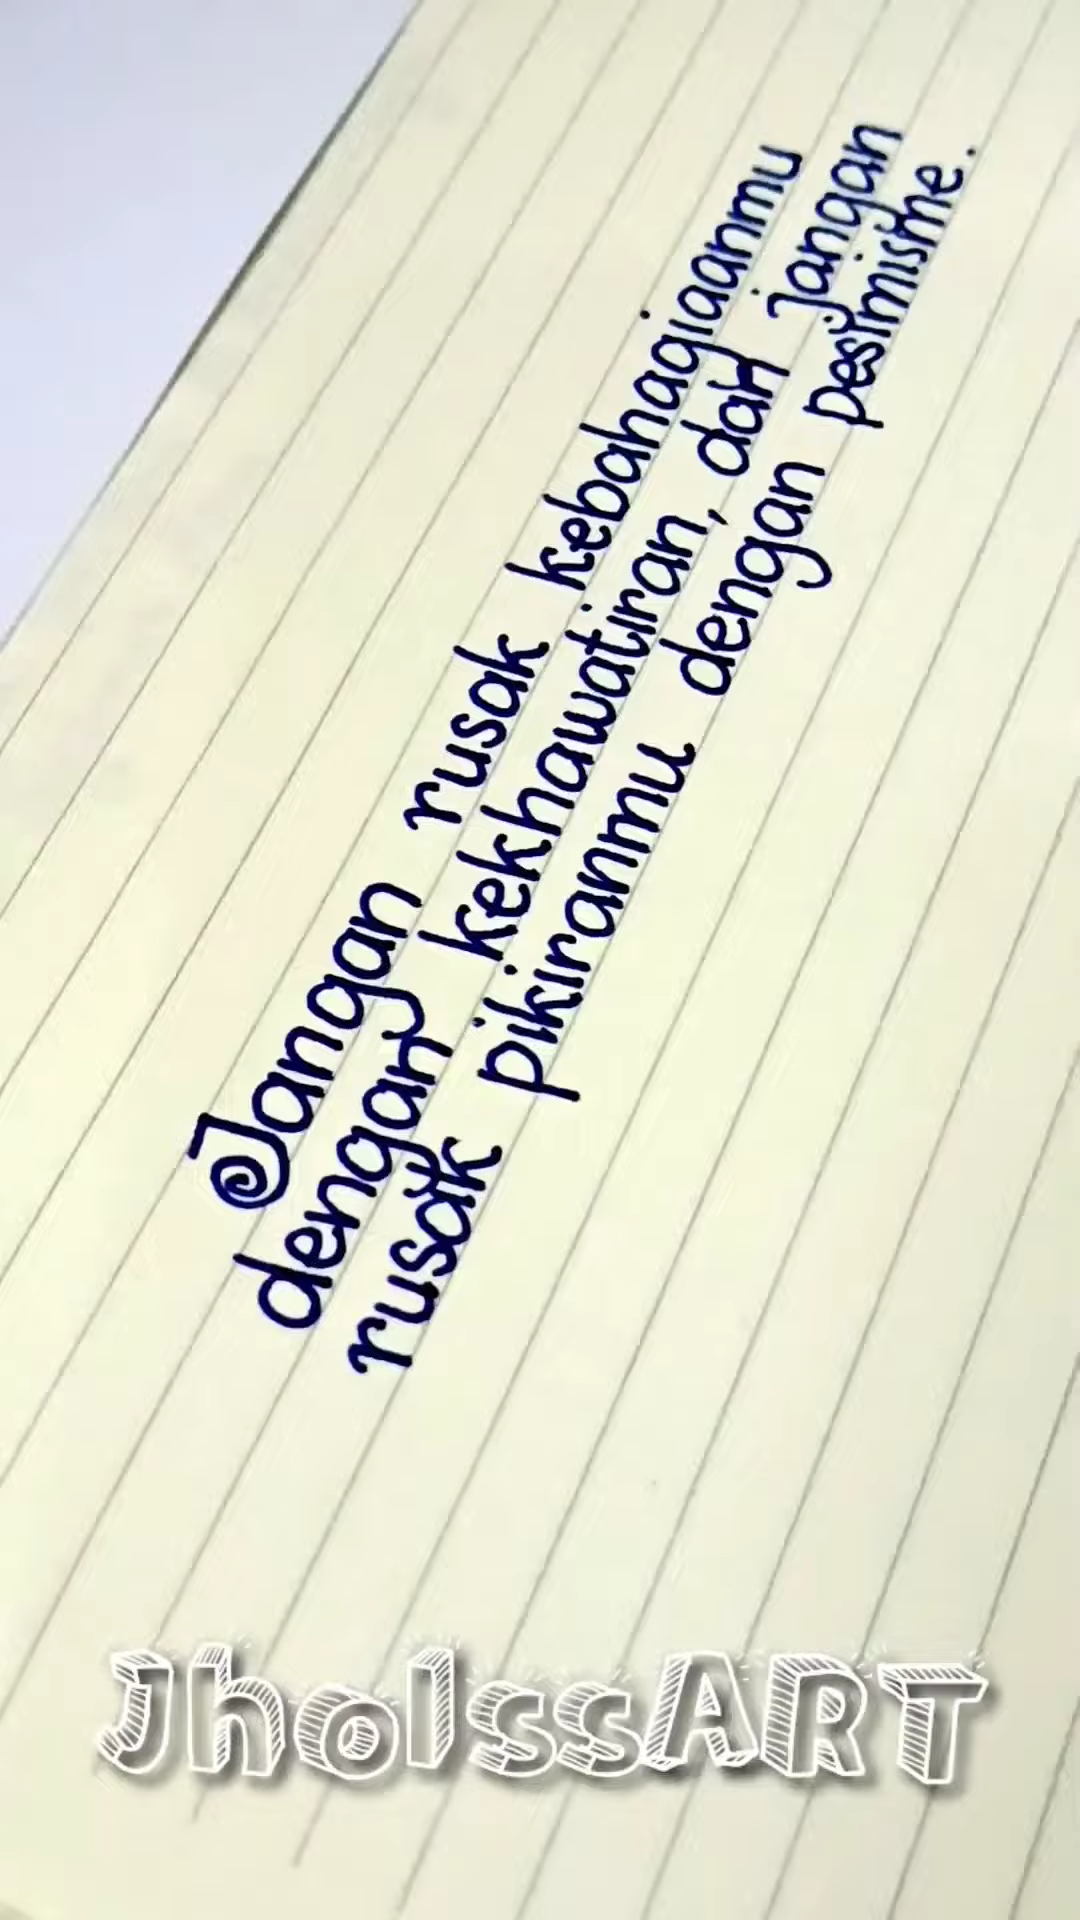 Jangan rusak kebahagiaanmu
dengan kekhawatiran, dan jangan
rusak pikiranmu dengan pesimisme.
JholssART